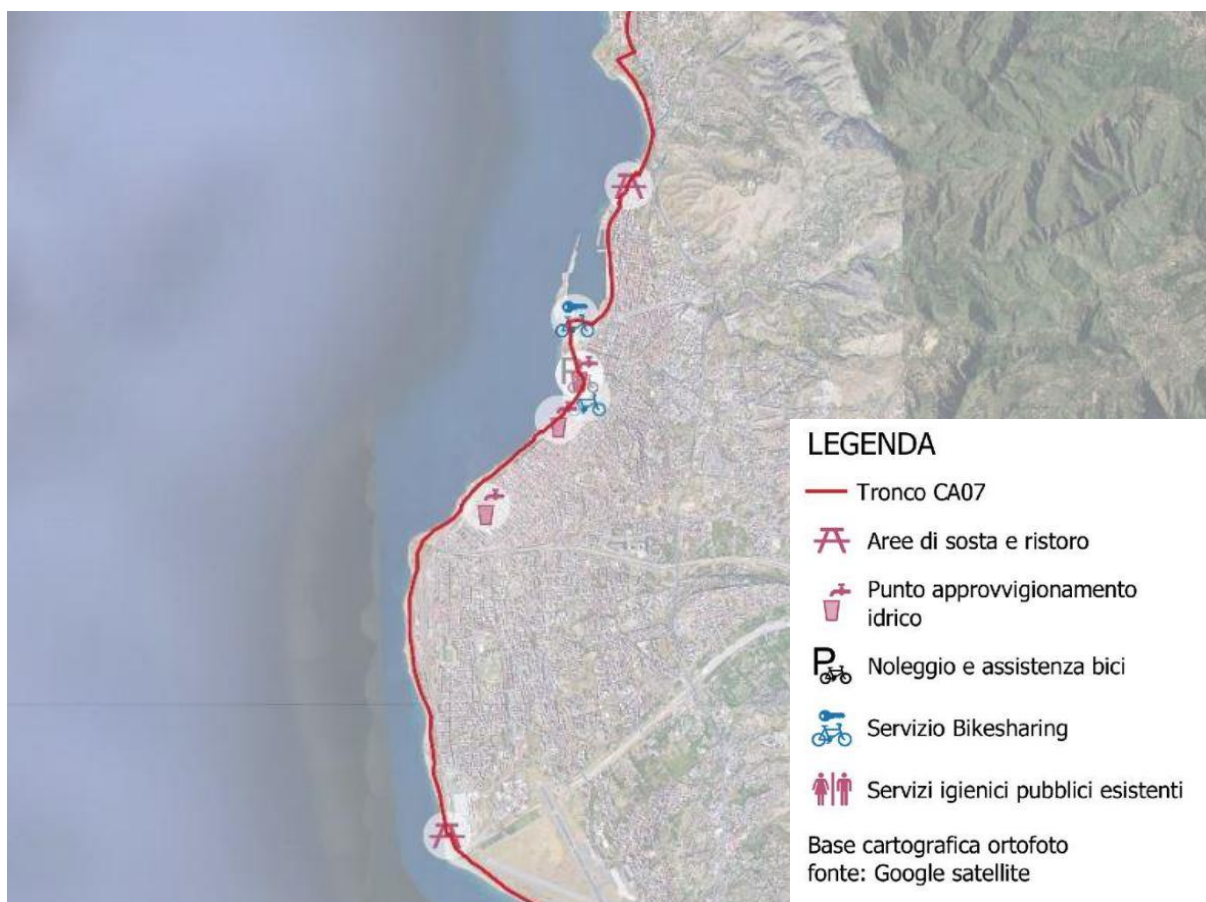 LEGENDA
Tronco CA07
Aree di sosta e ristoro
Punto approvvigionamento
idrico
P
Noleggio e assistenza bici
Servizio Bikesharing
Servizi igienici pubblici esistenti
Base cartografica ortofoto
fonte: Google satellite